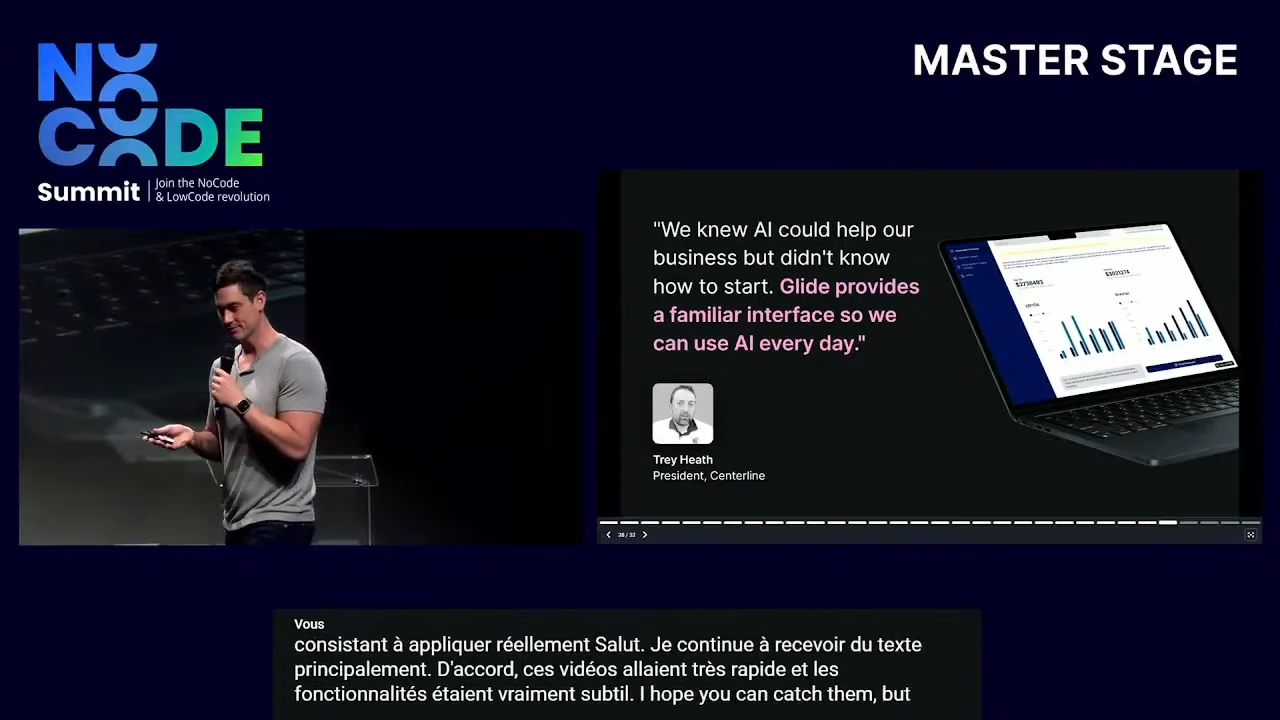 NOCODE
Summit
Join the NoCode
& LowCode revolution
MASTER STAGE
"We knew AI could help our
business but didn't know
how to start. Glide provides
a familiar interface so we
can use AI every day."
Trey Heath
President, Centerline
28 / 32
Vous
consistant à appliquer réellement Salut. Je continue à recevoir du texte
principalement. D'accord, ces vidéos allaient très rapide et les
fonctionnalités étaient vraiment subtil. I hope you can catch them, but